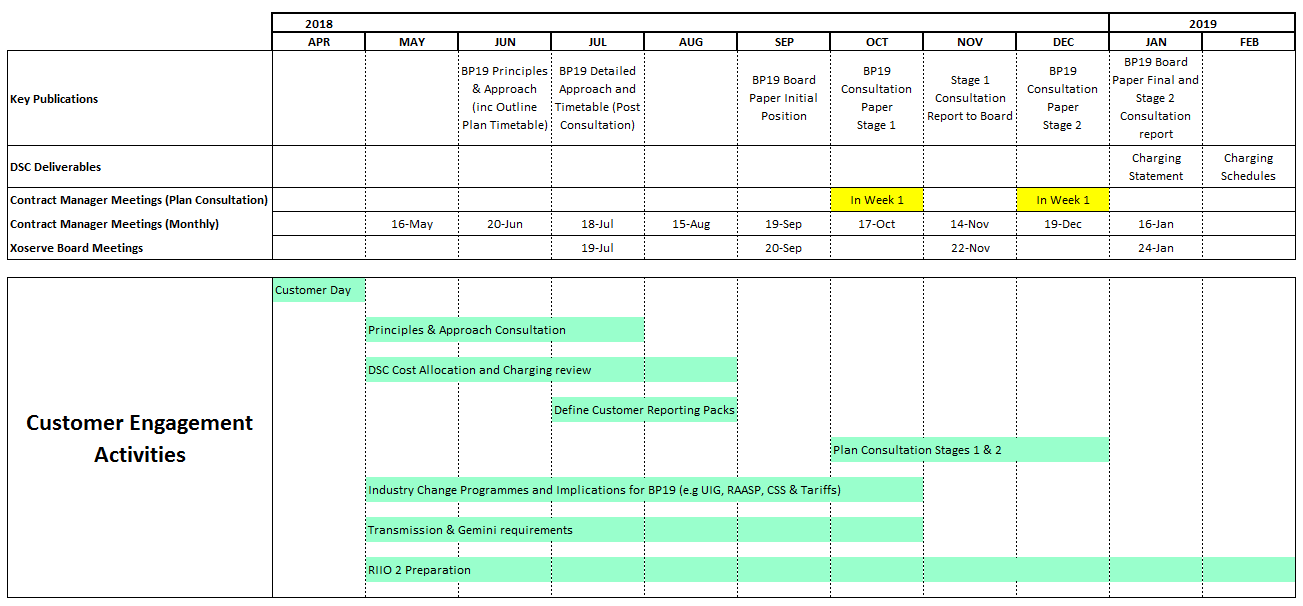 2018 2019
APR MAY JUN JUL AUG SEP OCT NOV DEC JAN FEB
Key Publications
BP19 Principles
& Approach
(inc Outline
Plan Timetable)
BP19 Detailed
Approach and
Timetable (Post
Consultation)
BP19 Board
Paper Initial
Position
BP19
Consultation
Paper
Stage 1
Stage 1
Consultation
Report to Board
BP19
Consultation
Paper
Stage 2
BP19 Board
Paper Final and
Stage 2
Consultation
report
DSC Deliverables
Charging
Statement
Charging
Schedules
Contract Manager Meetings (Plan Consultation) In Week 1 In Week 1
Contract Manager Meetings (Monthly) 16-May 20-Jun 18-Jul 15-Aug 19-Sep 17-Oct 14-Nov 19-Dec 16-Jan
Xoserve Board Meetings 19-Jul 20-Sep 22-Nov 24-Jan
Customer Engagement
Activities
Customer Day
Principles & Approach Consultation
DSC Cost Allocation and Charging review
Define Customer Reporting Packs
Plan Consultation Stages 1 & 2
Industry Change Programmes and Implications for BP19 (e.g UIG, RAASP, CSS & Tariffs)
Transmission & Gemini requirements
RIIO 2 Preparation